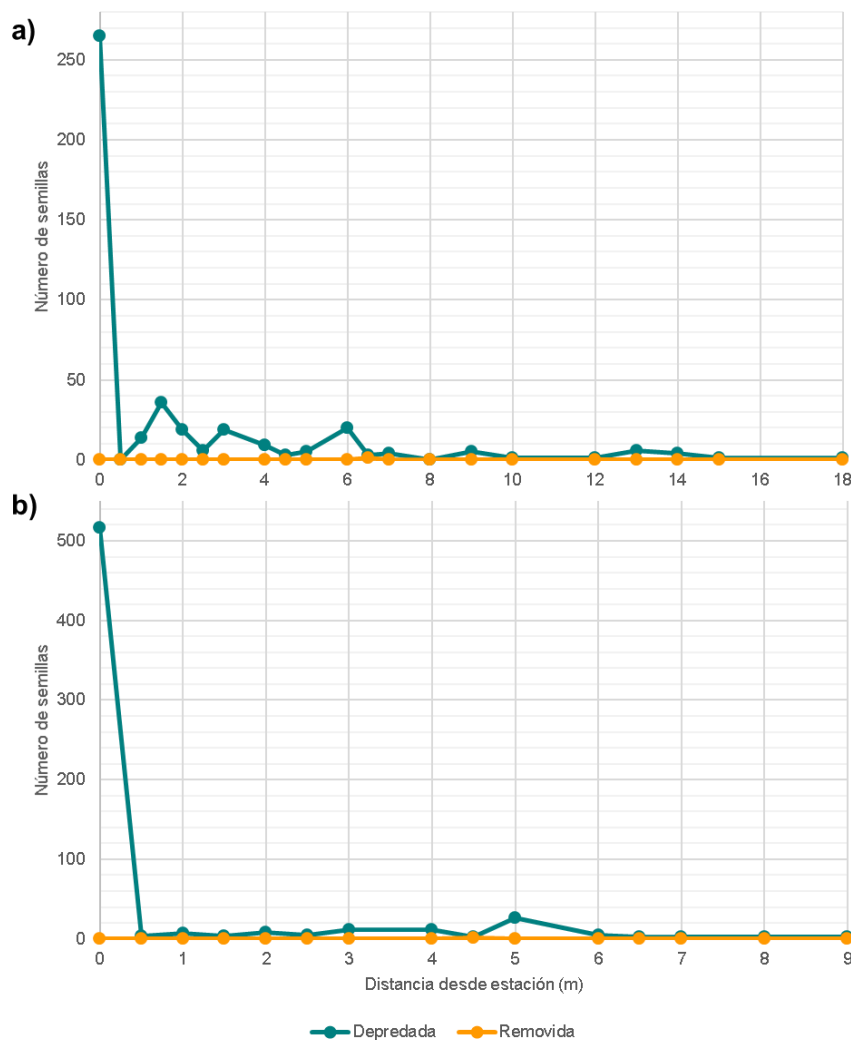 a)
Número de semillas
250
200
150
100
50
0
0 2 4 6 8 10 12 14 16 18
b)
Número de semillas
500
400
300
200
100
0
0 1 2 3 4 5 6 7 8 9
Distancia desde estación (m)
Depredada Removida